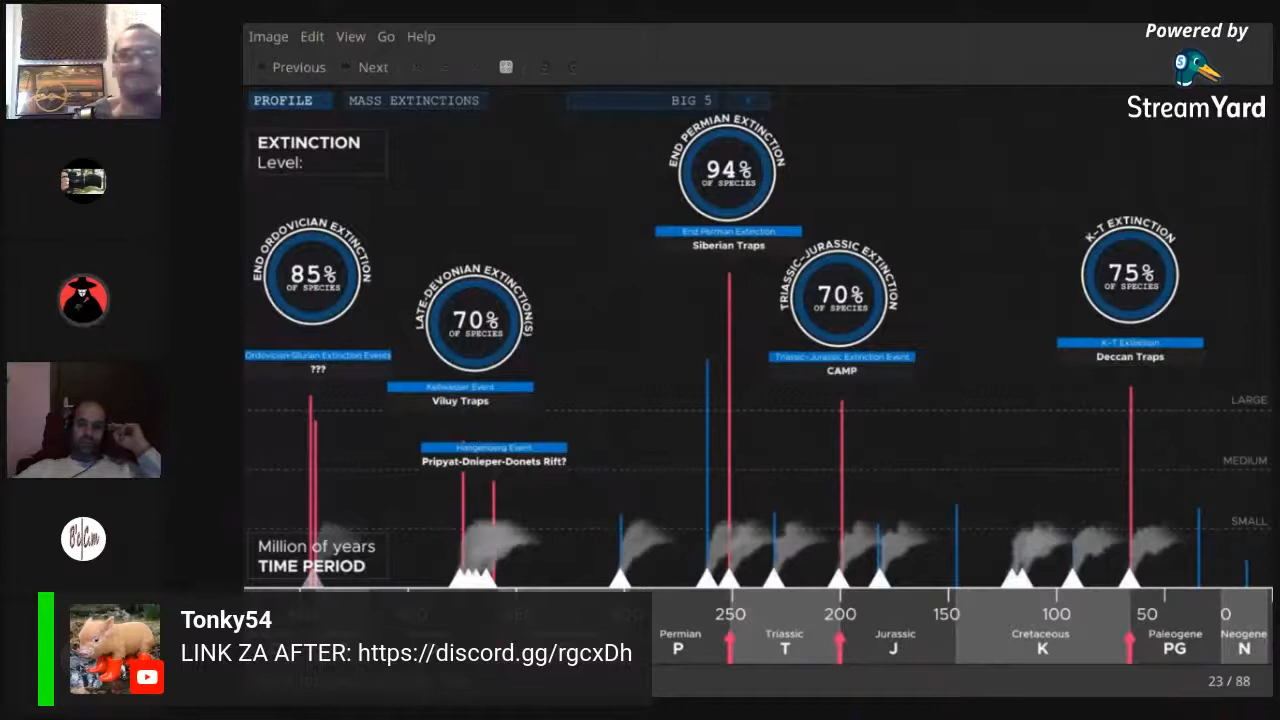 Image Edit View Go Help
Powered by
StreamYard
Previous Next
PROFILE MASS EXTINCTIONS BIG 5
EXTINCTION
Level:
END PERMIAN EXTINCTION
94%
OF SPECIES
End Permian Extinction
Siberian Traps
END ORDOVICIAN EXTINCTION
85%
OF SPECIES
Ordovician-Silurian Extinction Events
???
LATE-DEVONIAN EXTINCTION(S)
70%
OF SPECIES
Kellwasser Event
Viluy Traps
Hangenberg Event
Pripyat-Dnieper-Donets Rift?
TRIASSIC-JURASSIC EXTINCTION
70%
OF SPECIES
Triassic-Jurassic Extinction Event
CAMP
K-T EXTINCTION
75%
OF SPECIES
K-T Extinction
Deccan Traps
LARGE
MEDIUM
SMALL
Million of years
TIME PERIOD
250 200 150 100 50 0
Permian Triassic Jurassic Cretaceous Paleogene Neogene
P T J K PG N
Tonky54
LINK ZA AFTER: https://discord.gg/rgcxDh
23 / 88